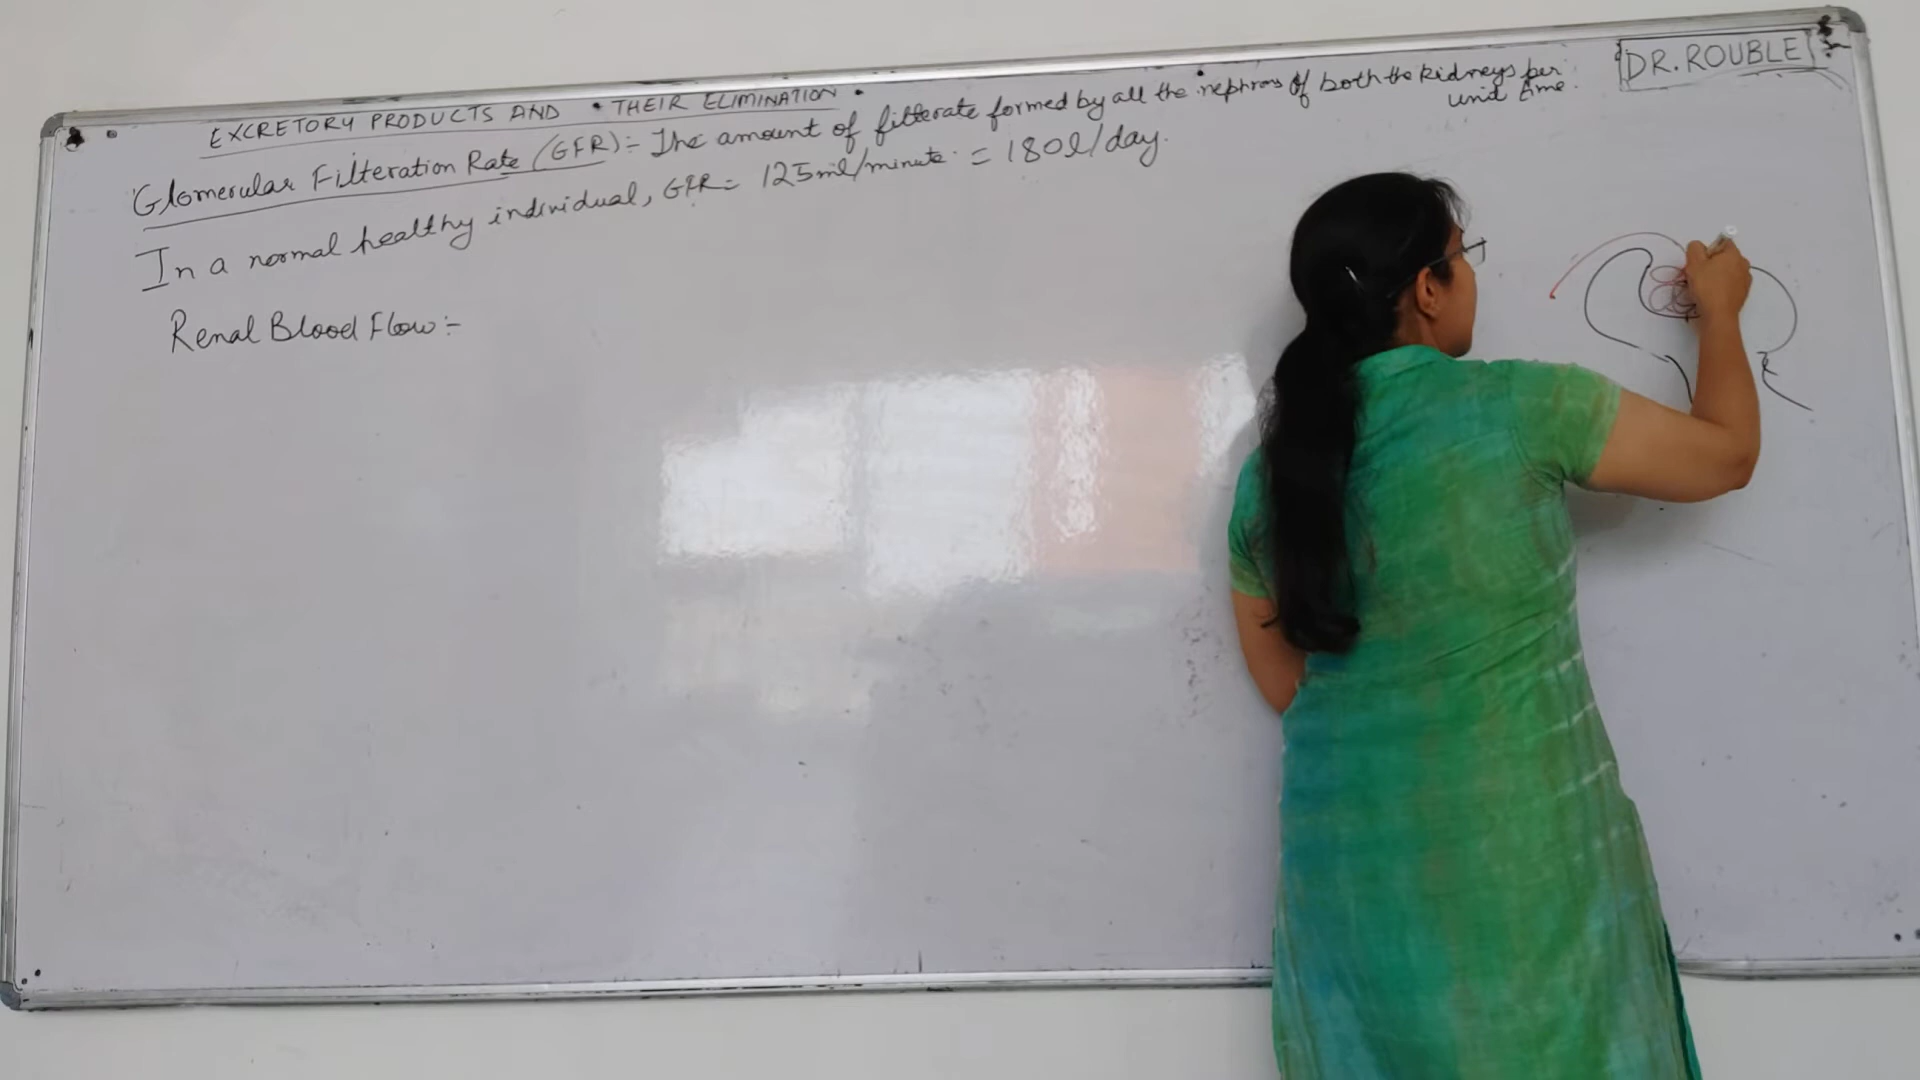 DR. ROUBLE
EXCRETORY PRODUCTS AND • THEIR ELIMINATION •
Glomerular Filteration Rate (GFR):- The amount of filterate formed by all the nephrons of both the kidneys per
unit time.
In a normal healthy individual, GFR = 125ml/minute = 180l/day.
Renal Blood Flow:-